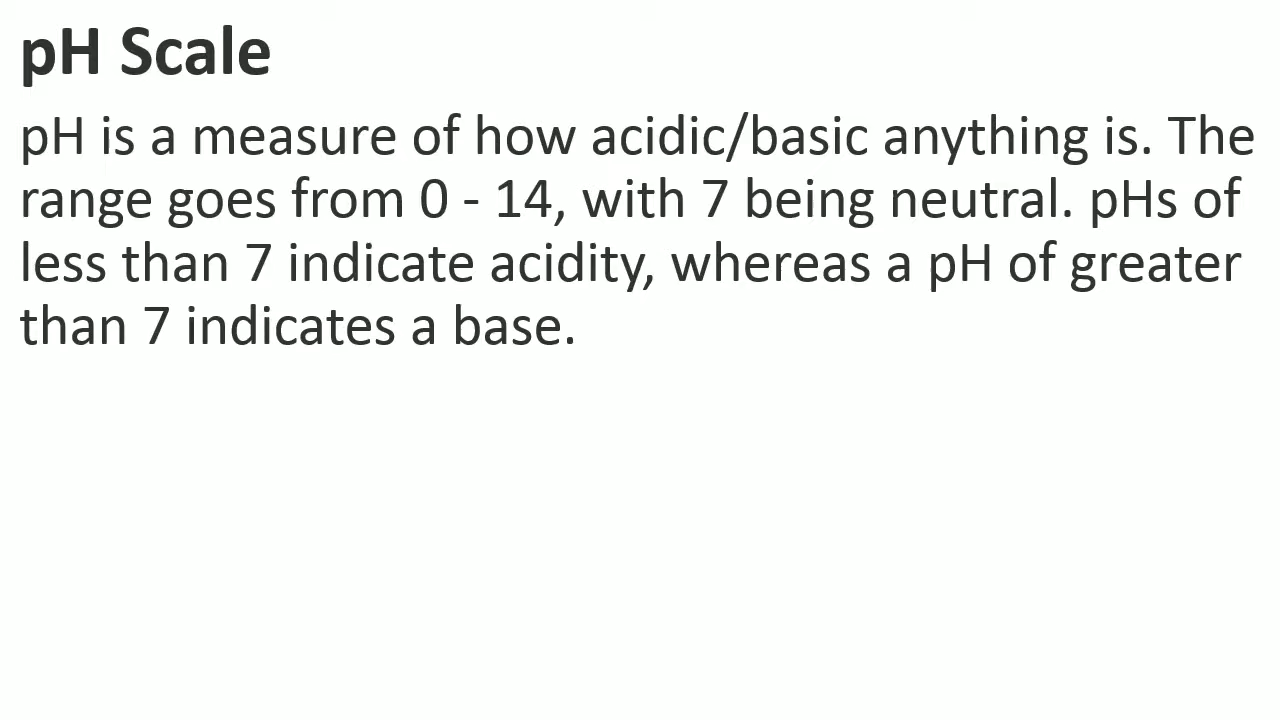 pH Scale
pH is a measure of how acidic/basic anything is. The
range goes from 0 - 14, with 7 being neutral. pHs of
less than 7 indicate acidity, whereas a pH of greater
than 7 indicates a base.